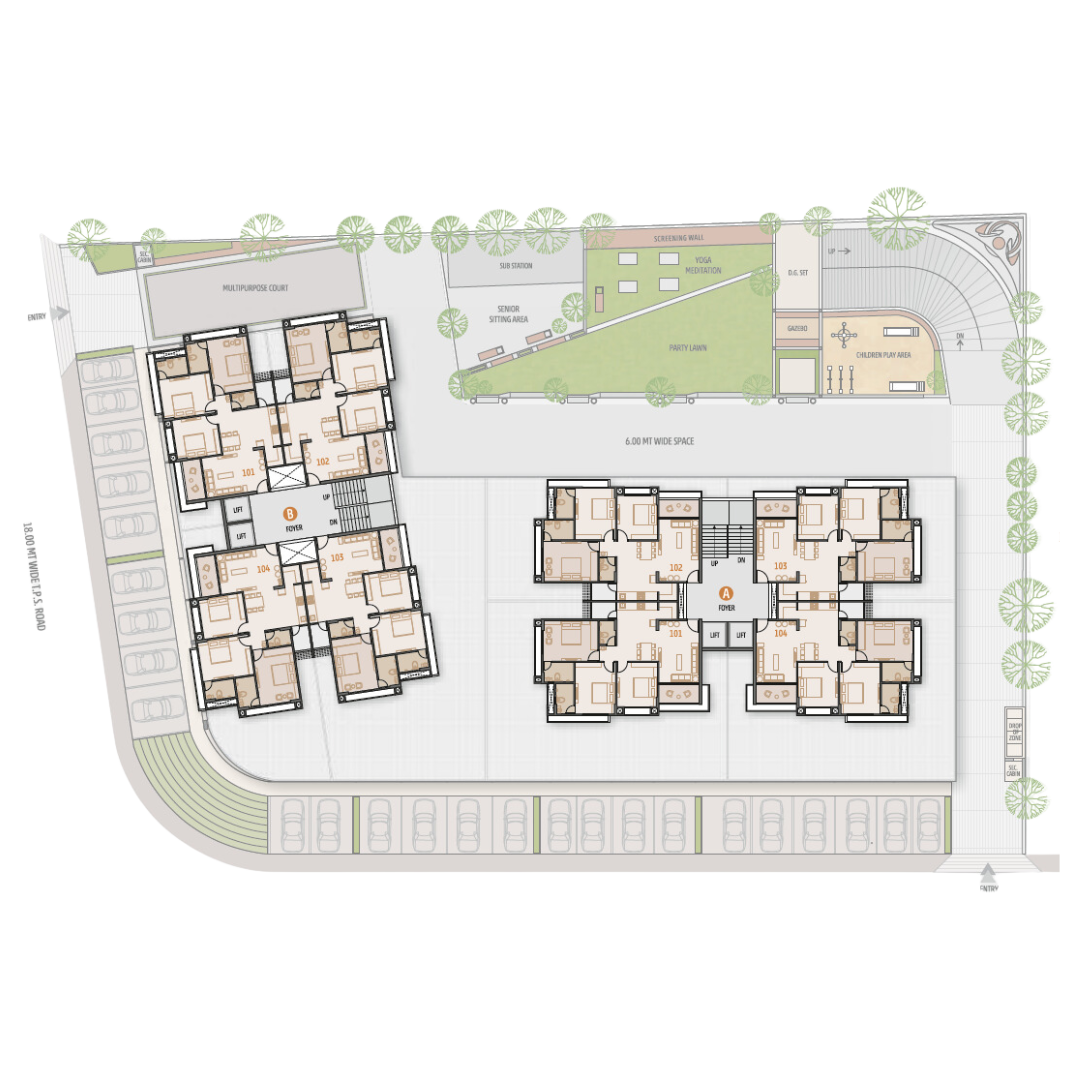 SCREENING WALL
YOGA
MEDITATION
UP
SEC.
CABIN
SUB STATION
D.G. SET
MULTIPURPOSE COURT
ENTRY
SENIOR
SITTING AREA
GAZEBO
DN
PARTY LAWN
CHILDREN PLAY AREA
6.00 MT WIDE SPACE
101
102
UP
LIFT
B
FOYER
DN
LIFT
104
103
18.00 MT WIDE T.P.S. ROAD
102
UP
DN
103
A
FOYER
101
LIFT
LIFT
104
DROP
OF
ZONE
SEC.
CABIN
ENTRY